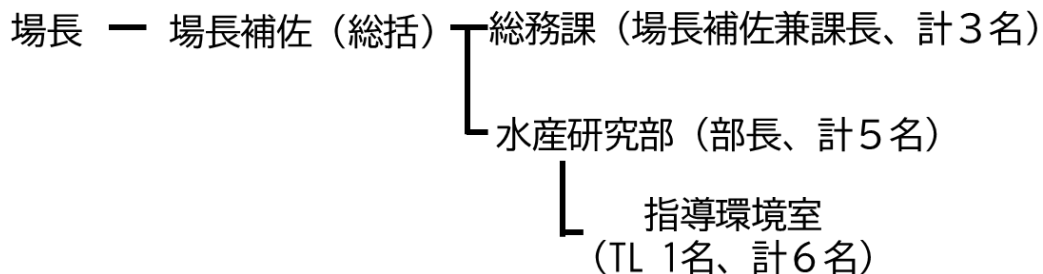 場長 ー 場長補佐（総括） 総務課（場長補佐兼課長、計３名）
水産研究部（部長、計５名）
指導環境室
（TL 1名、計６名）